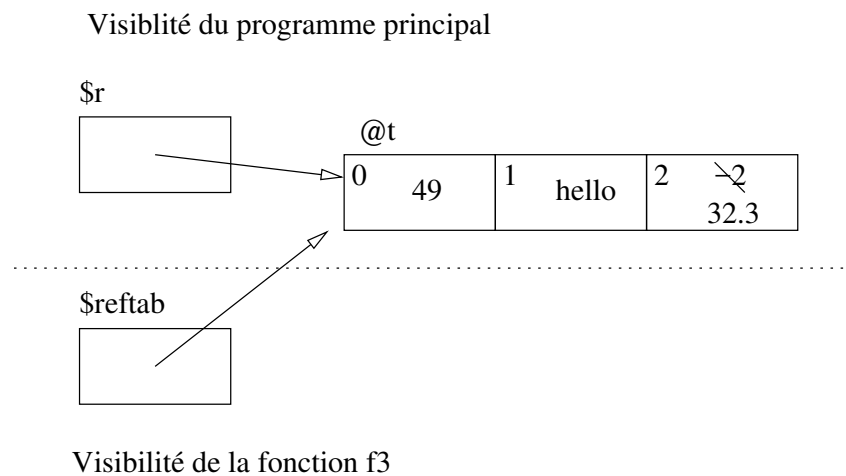 Visiblité du programme principal
$r
@t
0 49 1 hello 2 −2
32.3
$reftab
Visibilité de la fonction f3